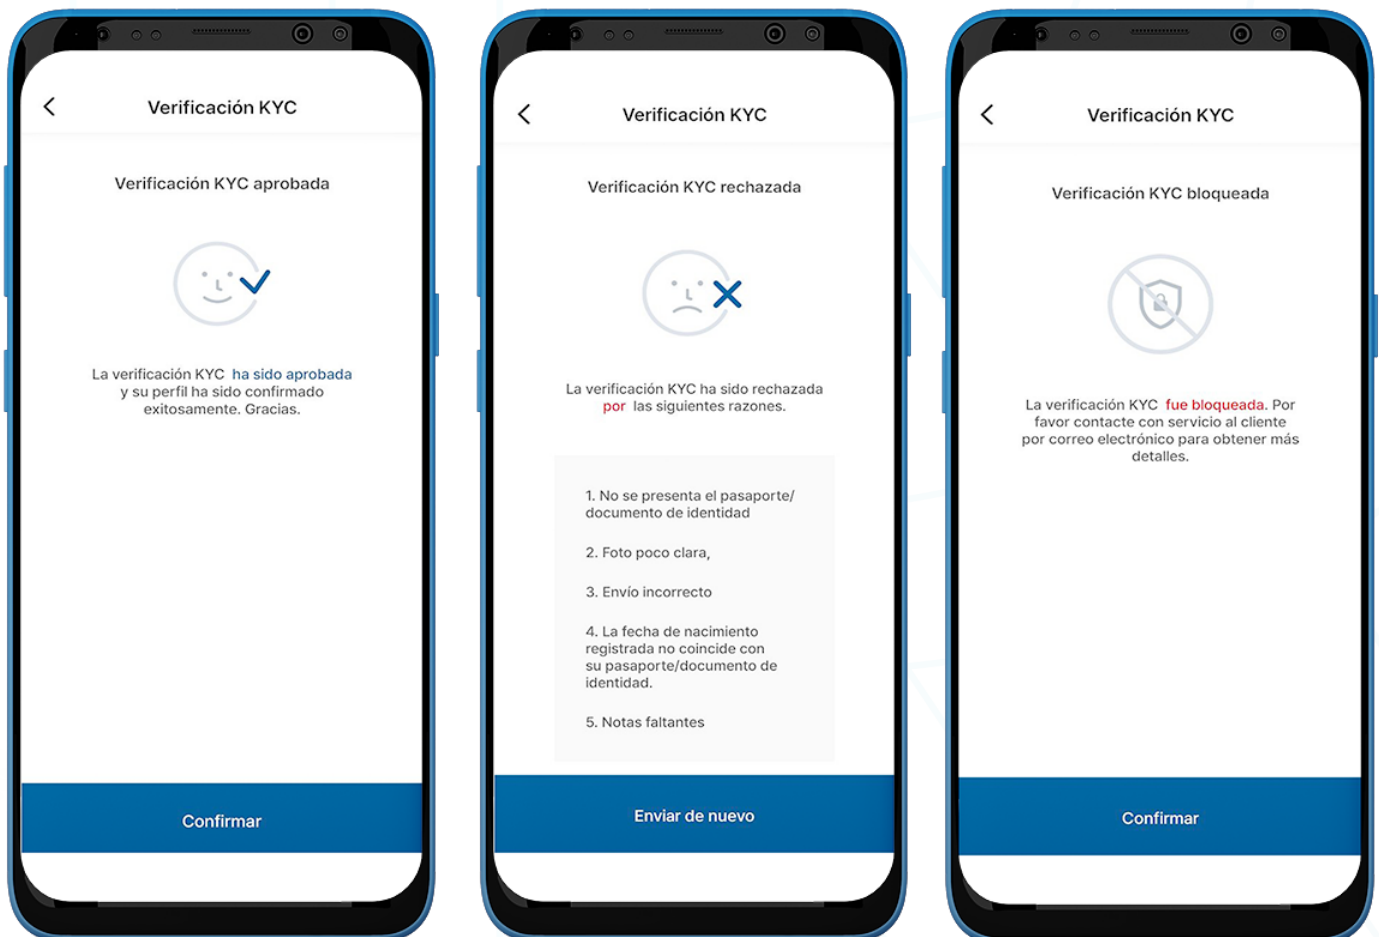 Verificación KYC
Verificación KYC aprobada
La verificación KYC ha sido aprobada
y su perfil ha sido confirmado
exitosamente. Gracias.
Confirmar
Verificación KYC
Verificación KYC rechazada
La verificación KYC ha sido rechazada
por las siguientes razones.
1. No se presenta el pasaporte/
documento de identidad
2. Foto poco clara,
3. Envío incorrecto
4. La fecha de nacimiento
registrada no coincide con
su pasaporte/documento de
identidad.
5. Notas faltantes
Enviar de nuevo
Verificación KYC
Verificación KYC bloqueada
La verificación KYC fue bloqueada. Por
favor contacte con servicio al cliente
por correo electrónico para obtener más
detalles.
Confirmar